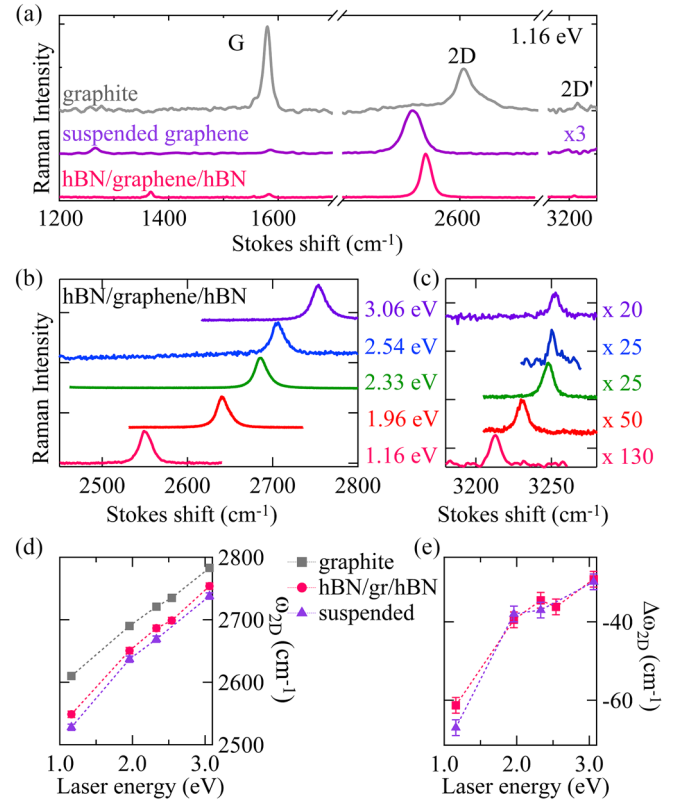 (a)
G
2D
1.16 eV
2D'
graphite
suspended graphene
x3
hBN/graphene/hBN
Raman Intensity
1200 1400 1600 2600 3200
Stokes shift (cm-1)
(b)
hBN/graphene/hBN
3.06 eV
2.54 eV
2.33 eV
1.96 eV
1.16 eV
Raman Intensity
2500 2600 2700 2800
Stokes shift (cm-1)
(c)
x 20
x 25
x 25
x 50
x 130
3200 3250
Stokes shift (cm-1)
(d)
graphite
hBN/gr/hBN
suspended
2800
2700
2600
2500
ω2D (cm-1)
1.0 2.0 3.0
Laser energy (eV)
(e)
-40
-60
Δω2D (cm-1)
1.0 2.0 3.0
Laser energy (eV)